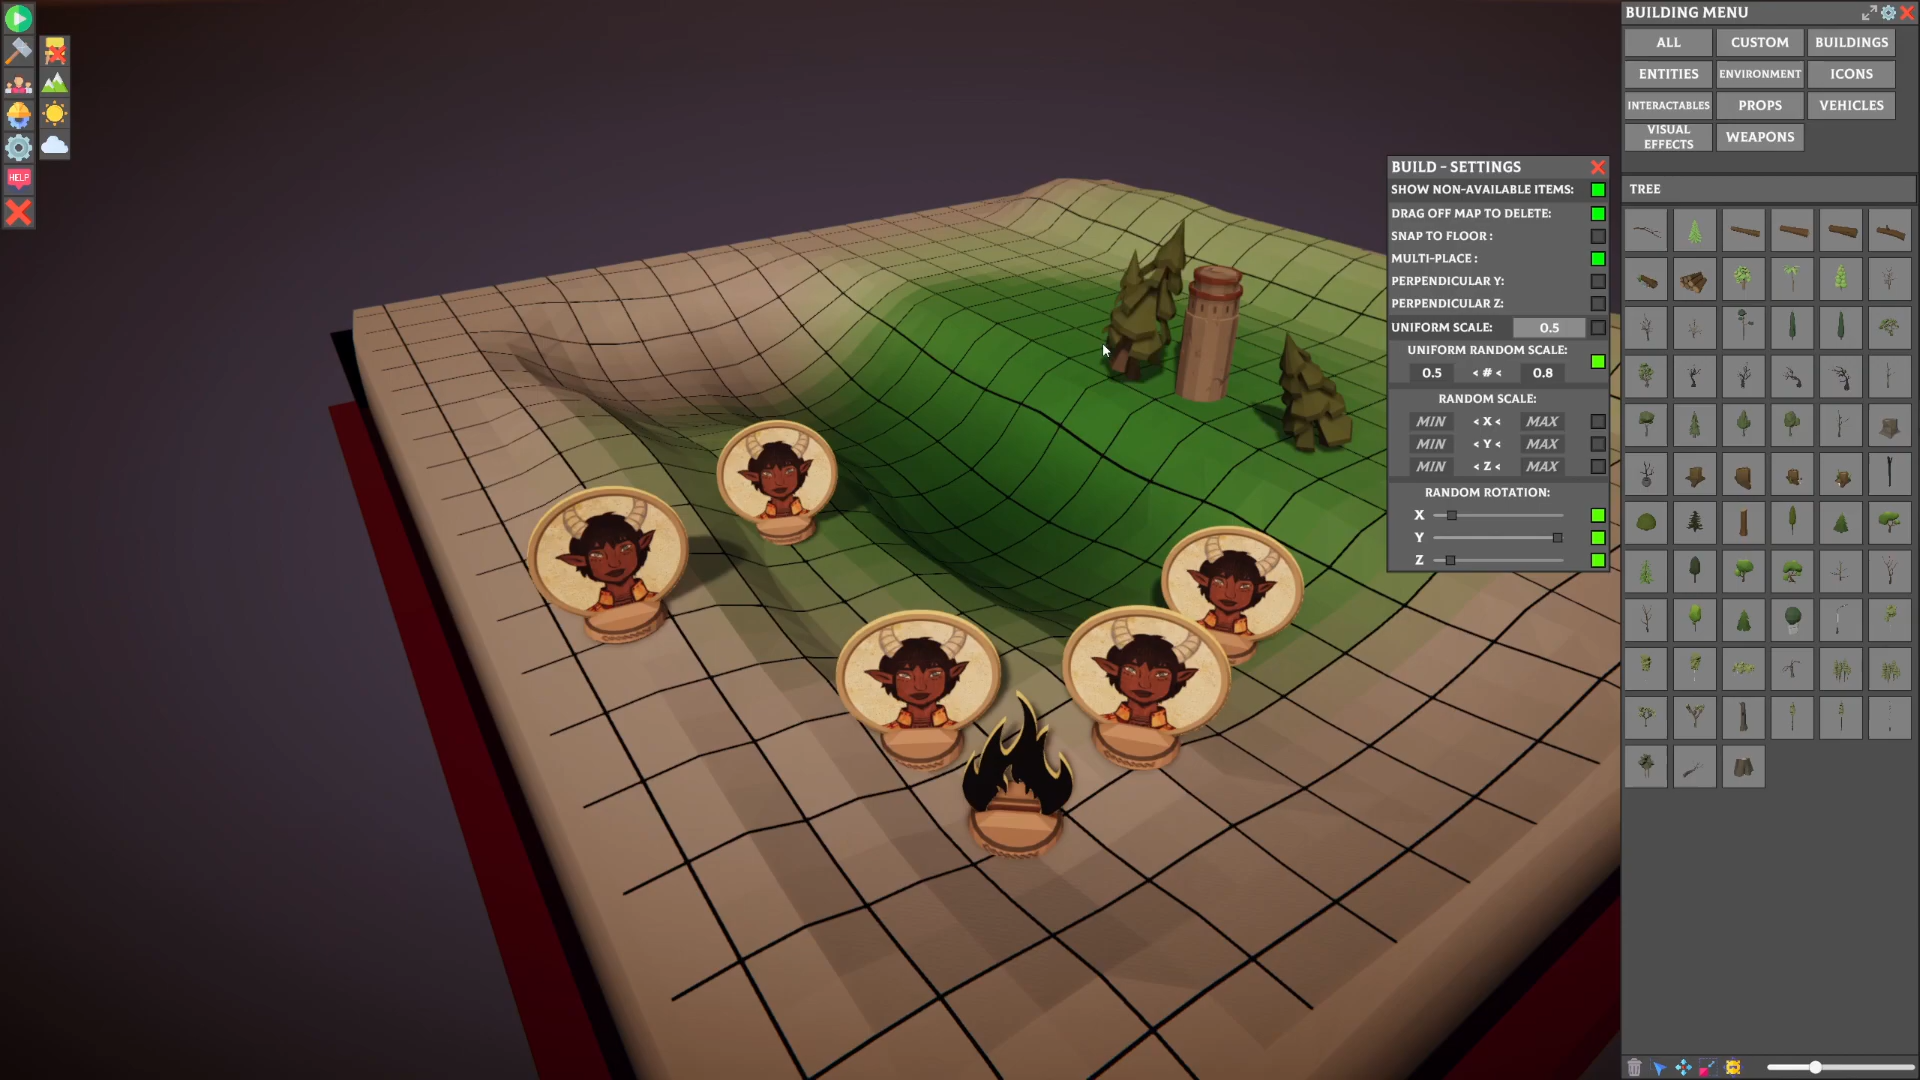 BUILDING MENU
ALL CUSTOM BUILDINGS
ENTITIES ENVIRONMENT ICONS
INTERACTABLES PROPS VEHICLES
VISUAL EFFECTS WEAPONS
TREE
HELP
BUILD - SETTINGS
SHOW NON-AVAILABLE ITEMS:
DRAG OFF MAP TO DELETE:
SNAP TO FLOOR :
MULTI-PLACE :
PERPENDICULAR Y:
PERPENDICULAR Z:
UNIFORM SCALE: 0.5
UNIFORM RANDOM SCALE:
0.5 < # < 0.8
RANDOM SCALE:
MIN < X < MAX
MIN < Y < MAX
MIN < Z < MAX
RANDOM ROTATION:
X
Y
Z